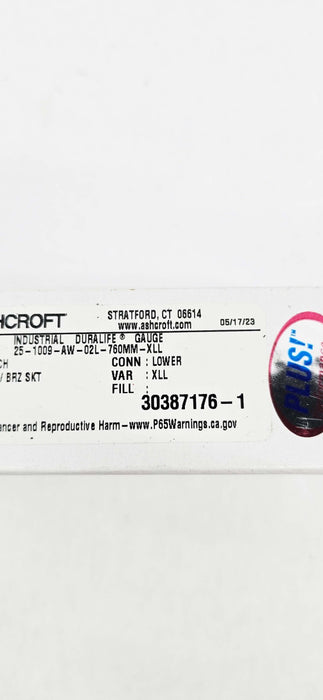 HCROFT
STRATFORD, CT 06614
www.ashcroft.com
05/17/23
INDUSTRIAL DURALIFE® GAUGE
25-1009-AW-02L-760MM-XLL
CH
CONN : LOWER
/ BRZ SKT
VAR : XLL
FILL :
30387176-1
ancer and Reproductive Harm-www.P65Warnings.ca.gov
PLUS!™